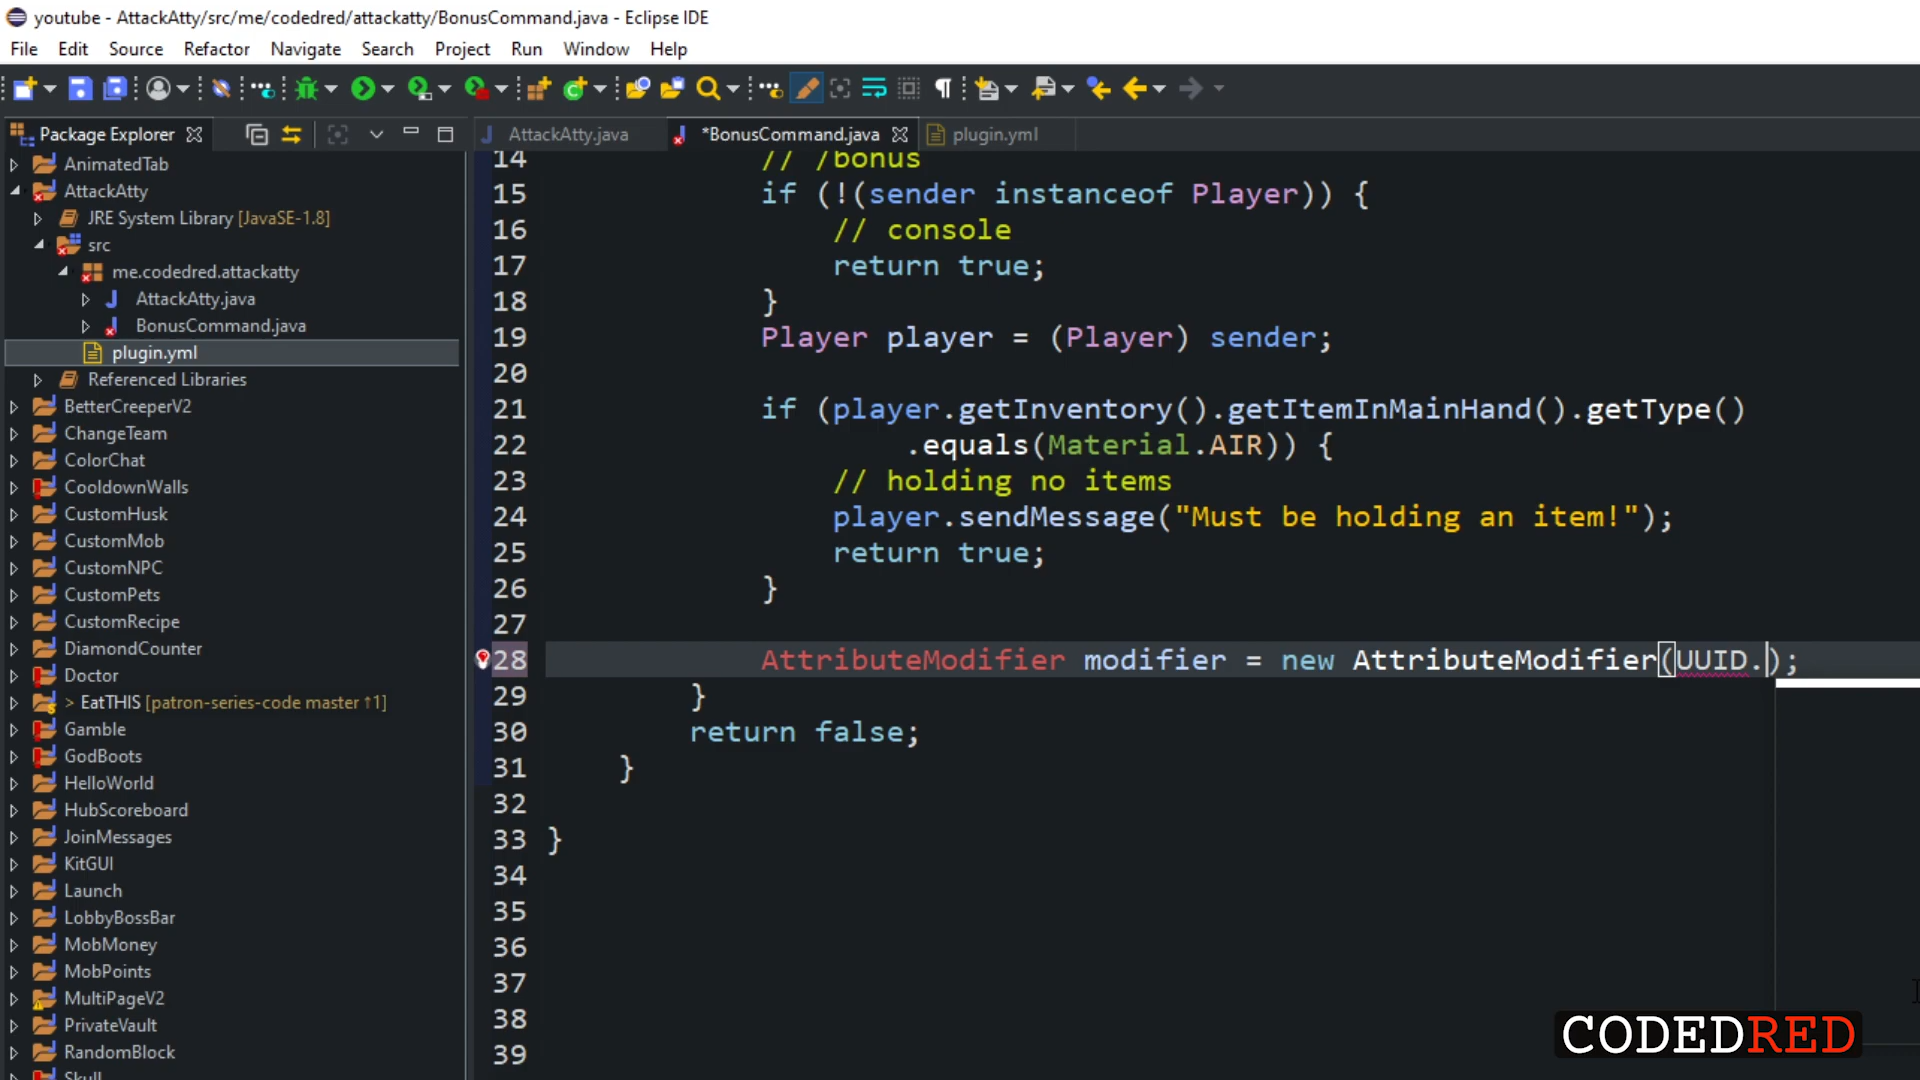 youtube - AttackAtty/src/me/codedred/attackatty/BonusCommand.java - Eclipse IDE
File Edit Source Refactor Navigate Search Project Run Window Help
Package Explorer
AnimatedTab
AttackAtty
JRE System Library [JavaSE-1.8]
src
me.codedred.attackatty
AttackAtty.java
BonusCommand.java
plugin.yml
Referenced Libraries
BetterCreeperV2
ChangeTeam
ColorChat
CooldownWalls
CustomHusk
CustomMob
CustomNPC
CustomPets
CustomRecipe
DiamondCounter
Doctor
> EatTHIS [patron-series-code master ↑1]
Gamble
GodBoots
HelloWorld
HubScoreboard
JoinMessages
KitGUI
Launch
LobbyBossBar
MobMoney
MobPoints
MultiPageV2
PrivateVault
RandomBlock
Skull
AttackAtty.java *BonusCommand.java plugin.yml
14 // /bonus
15 if (!(sender instanceof Player)) {
16 // console
17 return true;
18 }
19 Player player = (Player) sender;
20
21 if (player.getInventory().getItemInMainHand().getType()
22 .equals(Material.AIR)) {
23 // holding no items
24 player.sendMessage("Must be holding an item!");
25 return true;
26 }
27
28 AttributeModifier modifier = new AttributeModifier(UUID.);
29 }
30 return false;
31 }
32
33 }
34
35
36
37
38
39
CODEDRED